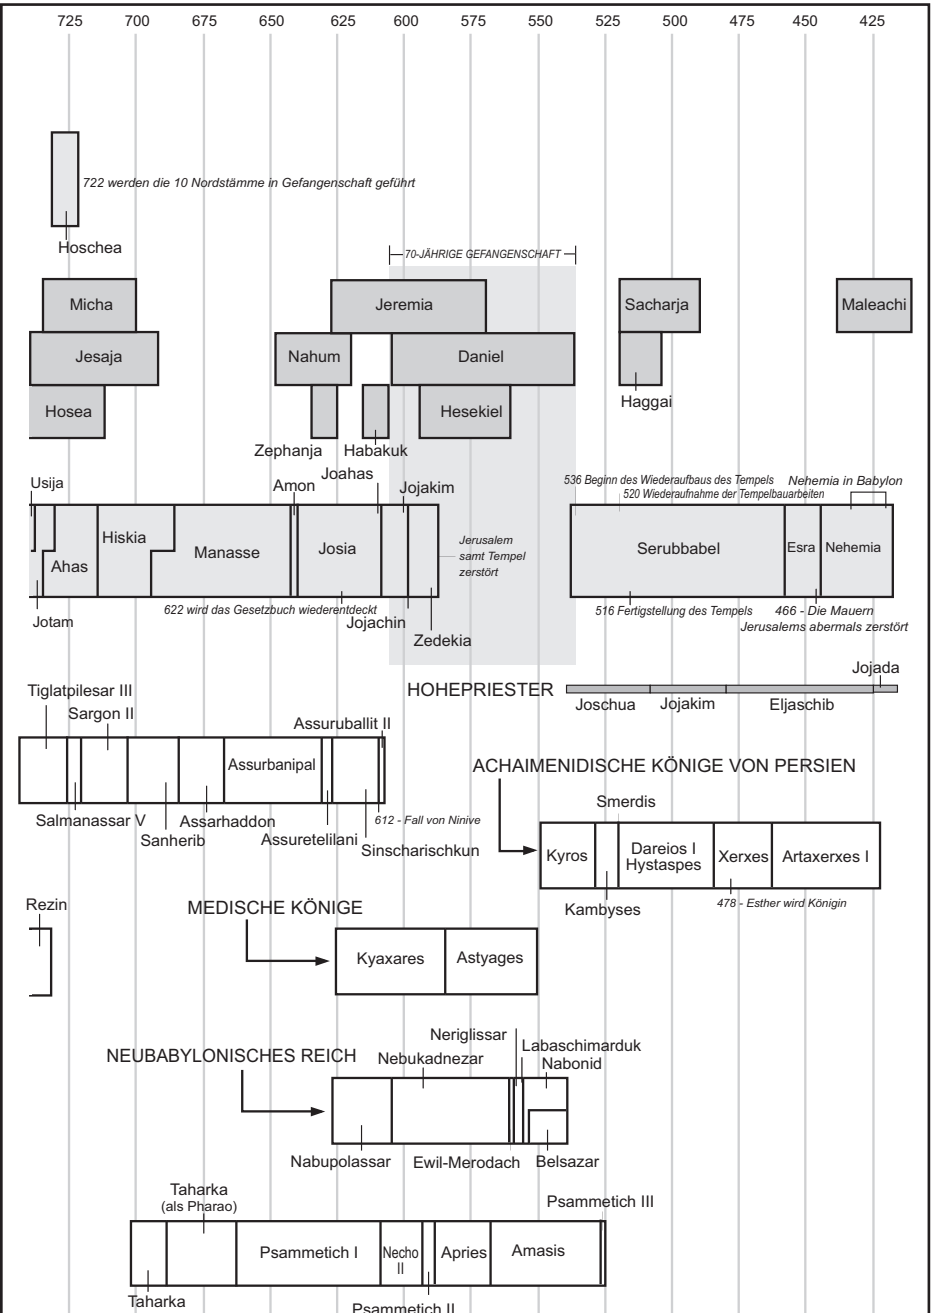 725 700 650 650 625 600 575 550 525 500 475 450 425
722 werden die 10 Nordstämme in Gefangenschaft geführt
Hoschea
70-JÄHRIGE GEFANGENSCHAFT
Micha
Jeremia
Sacharja
Maleachi
Jesaja
Nahum
Daniel
Haggai
Hosea
Hesekiel
Zephanja
Habakuk
Usija
Amon
Joahas
Jojakim
536 Beginn des Wiederaufbaus des Tempels
520 Wiederaufnahme der Tempelbauarbeiten
Nehemia in Babylon
Ahas
Hiskia
Manasse
Josia
Jerusalem
samt Tempel
zerstört
Serubbabel
Esra
Nehemia
Jotam
622 wird das Gesetzbuch wiederentdeckt
Jojachin
Zedekia
516 Fertigstellung des Tempels
466 - Die Mauern
Jerusalems abermals zerstört
HOHEPRIESTER
Joschua
Jojakim
Eljaschib
Jojada
Tiglatpilesar III
Sargon II
Assuruballit II
Assurbanipal
Salmanassar V
Sanherib
Assarhaddon
Assuretelilani
612 - Fall von Ninive
Sinscharischkun
ACHAIMENIDISCHE KÖNIGE VON PERSIEN
Smerdis
Kyros
Dareios I
Hystaspes
Xerxes
Artaxerxes I
Kambyses
478 - Esther wird Königin
Rezin
MEDISCHE KÖNIGE
Kyaxares
Astyages
NEUBABYLONISCHES REICH
Neriglissar
Nebukadnezar
Labaschimarduk
Nabonid
Nabupolassar
Ewil-Merodach
Belsazar
Taharka
(als Pharao)
Psammetich III
Psammetich I
Necho
II
Apries
Amasis
Taharka
Psammetich II